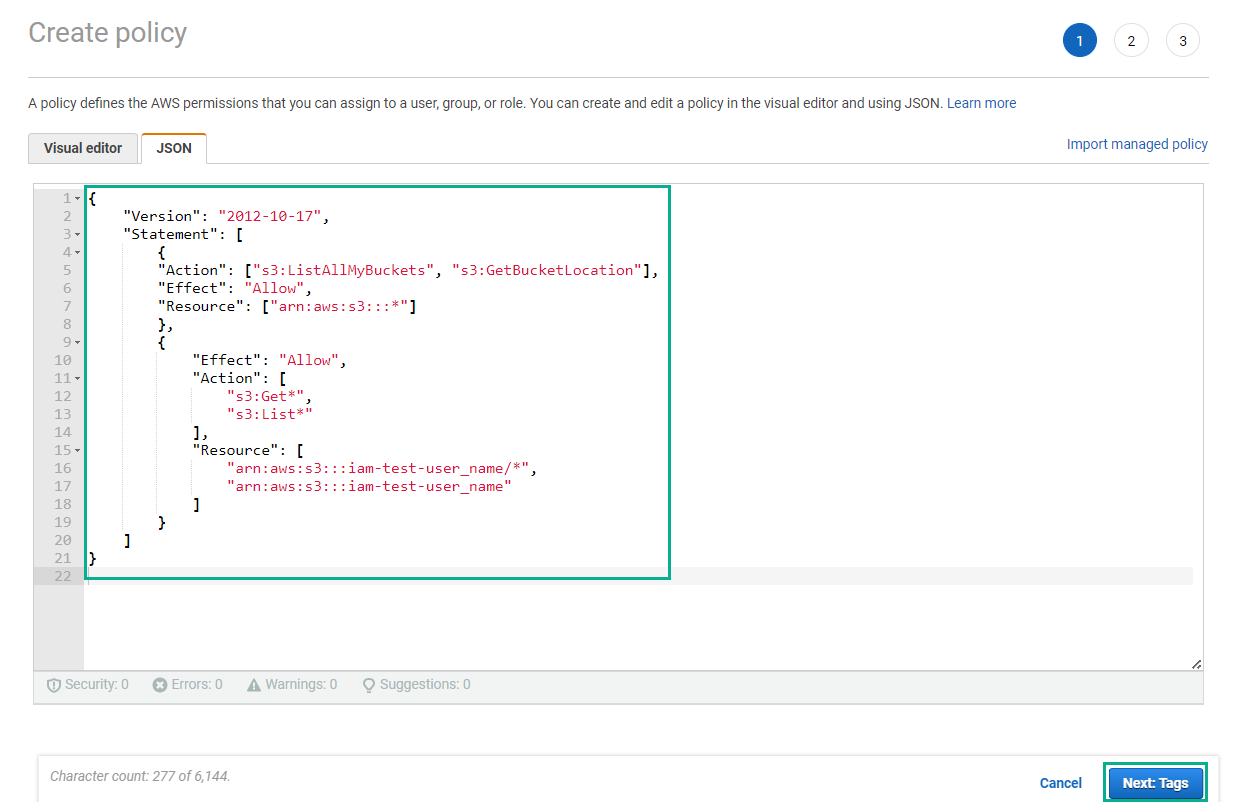 Create policy
1 2 3
A policy defines the AWS permissions that you can assign to a user, group, or role. You can create and edit a policy in the visual editor and using JSON. Learn more
Visual editor JSON Import managed policy
1 {
2     "Version": "2012-10-17",
3     "Statement": [
4         {
5         "Action": ["s3:ListAllMyBuckets", "s3:GetBucketLocation"],
6         "Effect": "Allow",
7         "Resource": ["arn:aws:s3:::*"]
8         },
9         {
10             "Effect": "Allow",
11             "Action": [
12                 "s3:Get*",
13                 "s3:List*"
14             ],
15             "Resource": [
16                 "arn:aws:s3:::iam-test-user_name/*",
17                 "arn:aws:s3:::iam-test-user_name"
18             ]
19         }
20     ]
21 }
22
Security: 0 Errors: 0 Warnings: 0 Suggestions: 0
Character count: 277 of 6,144.
Cancel Next: Tags